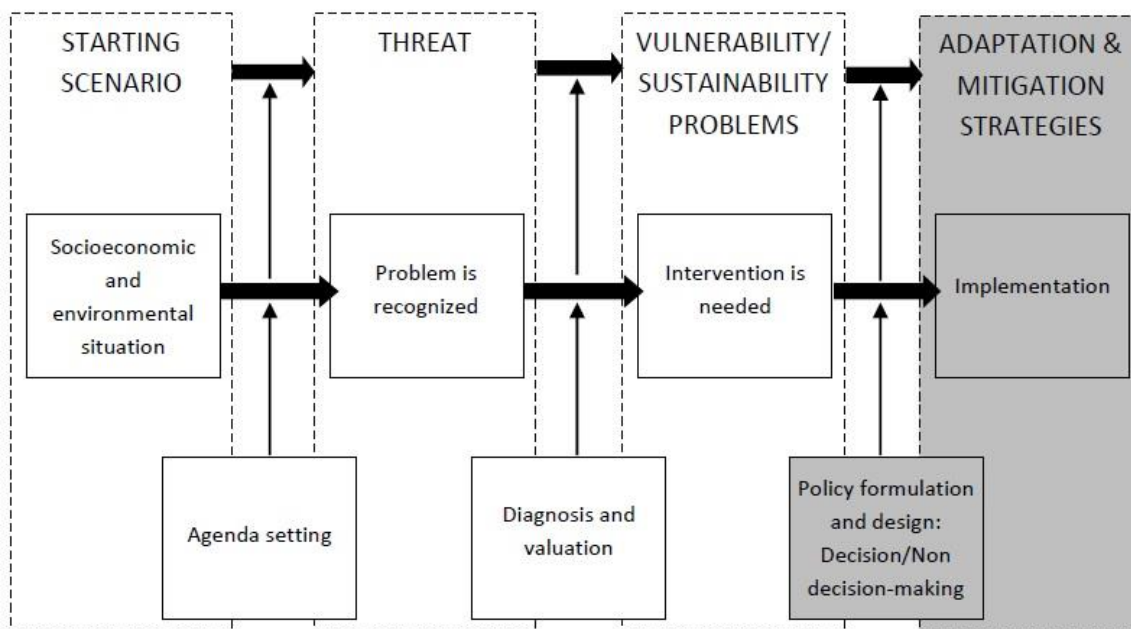 STARTING
SCENARIO
THREAT
VULNERABILITY/
SUSTAINABILITY
PROBLEMS
ADAPTATION &
MITIGATION
STRATEGIES
Socioeconomic
and
environmental
situation
Problem is
recognized
Intervention is
needed
Implementation
Agenda setting
Diagnosis and
valuation
Policy formulation
and design:
Decision/Non
decision-making